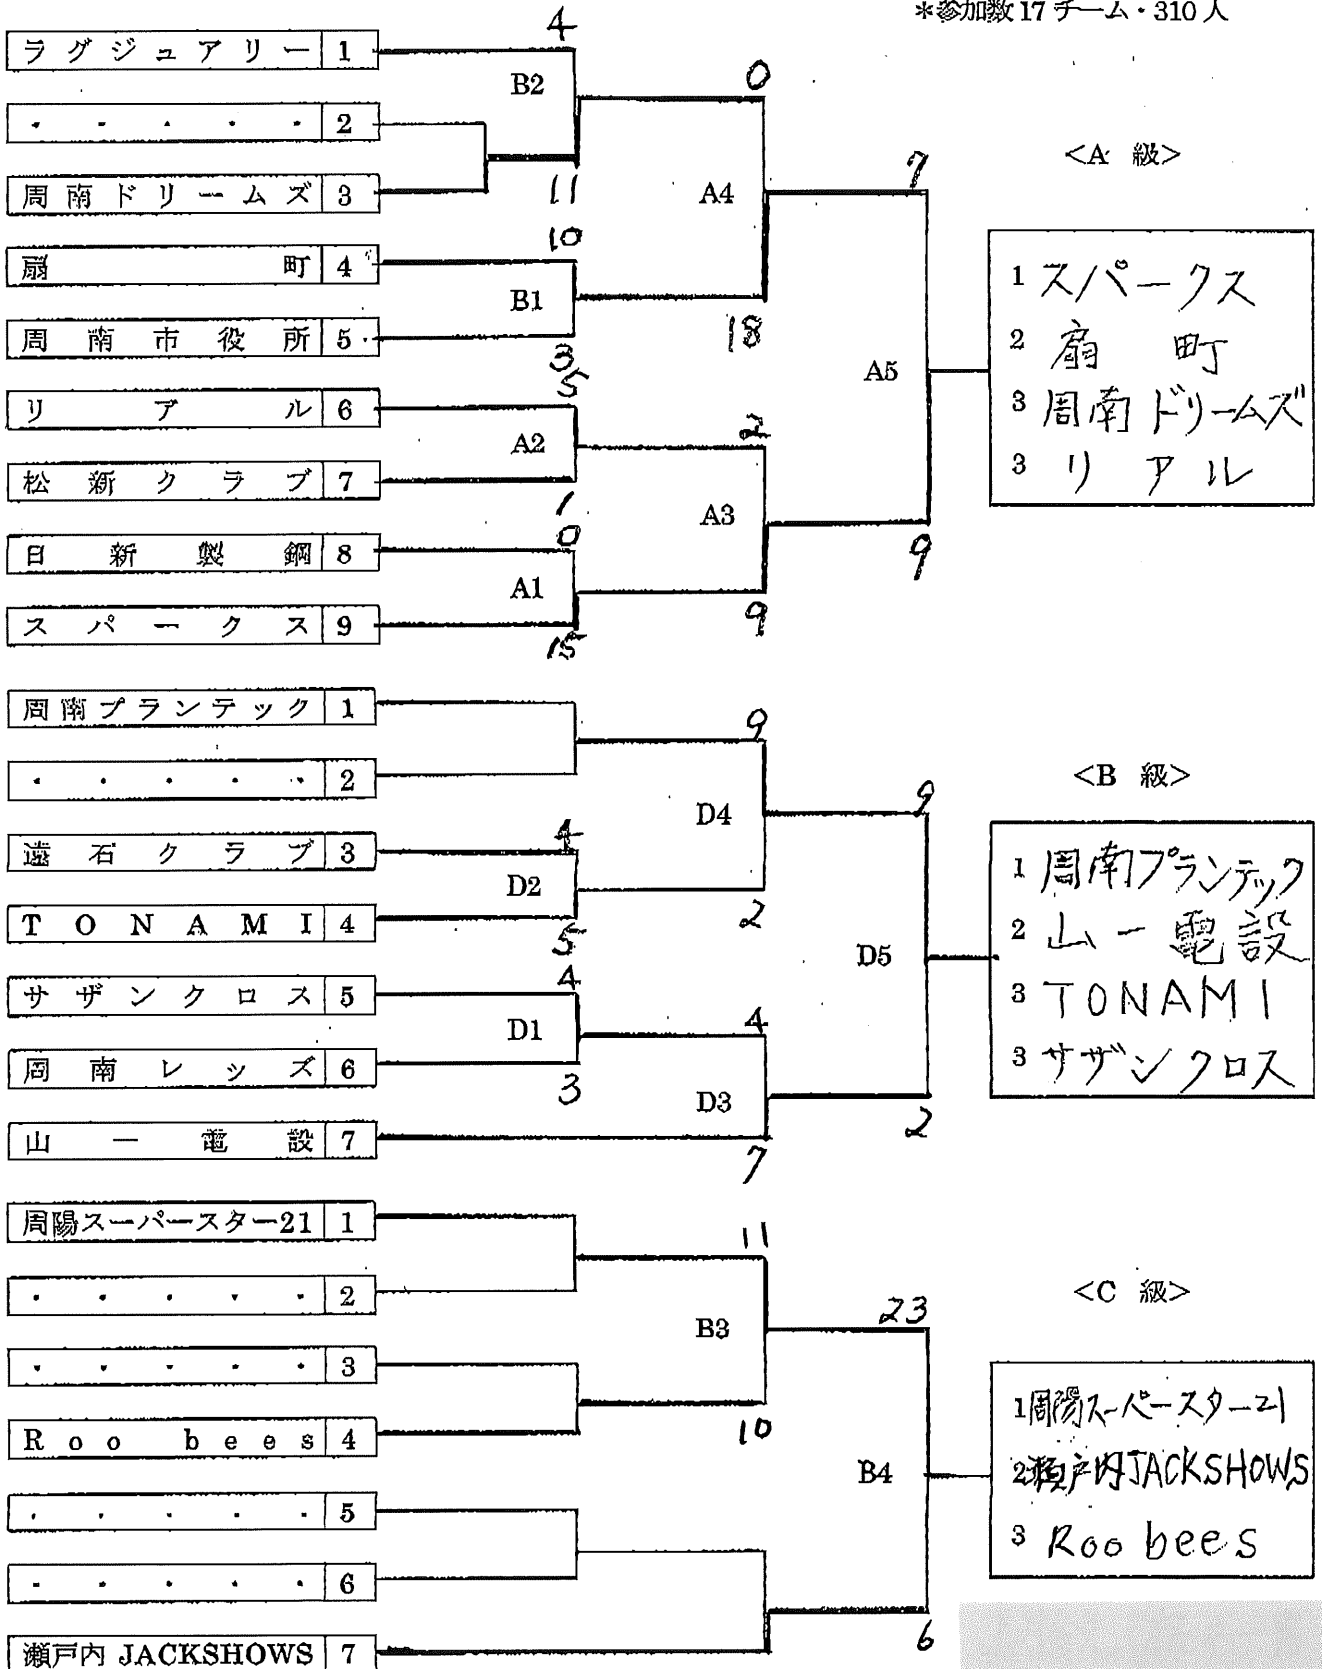 *参加数 17 チーム・310 人
4
ラグジュアリー 1
B2
0
・・・・・ 2
<A 級>
7
周南ドリームズ 3
11
A4
10
扇町 4
1 スパークス
B1
周南市役所 5
3
18
2 扇町
A5
5
リアル 6
3 周南ドリームズ
2
A2
3 リアル
松新クラブ 7
1
A3
0
日新製鋼 8
9
A1
9
スパークス 9
15
周南プランテック 1
9
・・・・・ 2
<B 級>
9
D4
4
遠石クラブ 3
1 周南プランテック
D2
TONAMI 4
5
2
2 山一電設
D5
4
サザンクロス 5
3 TONAMI
D1
4
周南レッズ 6
3
3 サザンクロス
D3
2
山一電設 7
7
周陽スーパースター21 1
11
・・・・・ 2
<C 級>
23
B3
・・・・・ 3
1 周陽スーパースター21
Roo bees 4
10
2 瀬戸内JACKSHOWS
B4
・・・・・ 5
3 Roo bees
・・・・・ 6
瀬戸内 JACKSHOWS 7
6